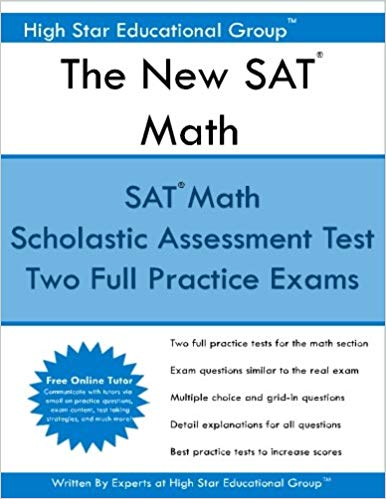 High Star Educational Group™
The New SAT®
Math
SAT® Math
Scholastic Assessment Test
Two Full Practice Exams
Two full practice tests for the math section
Exam questions similar to the real exam
Multiple choice and grid-in questions
Detail explanations for all questions
Best practice tests to increase scores
Free Online Tutor
Communicate with tutors via
email on practice questions,
exam content, test taking
strategies, and much more!
Written By Experts at High Star Educational Group™